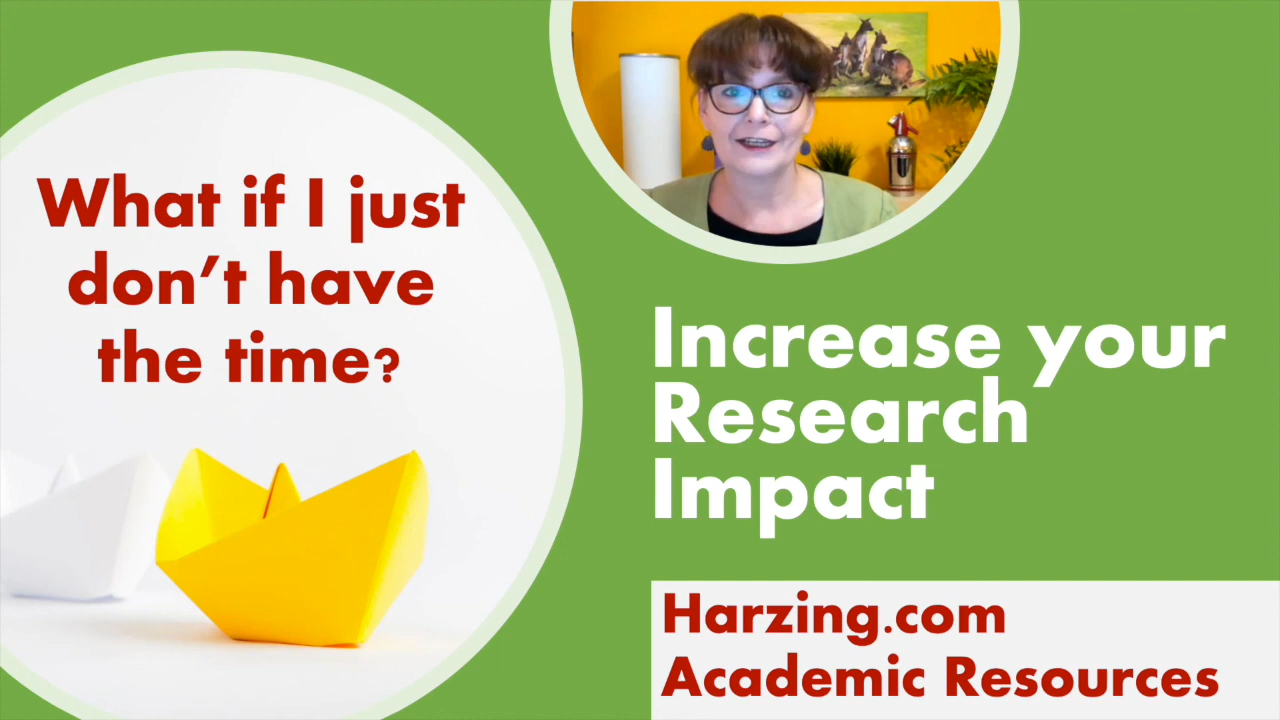 What if I just
don't have
the time?
Increase your
Research
Impact
Harzing.com
Academic Resources